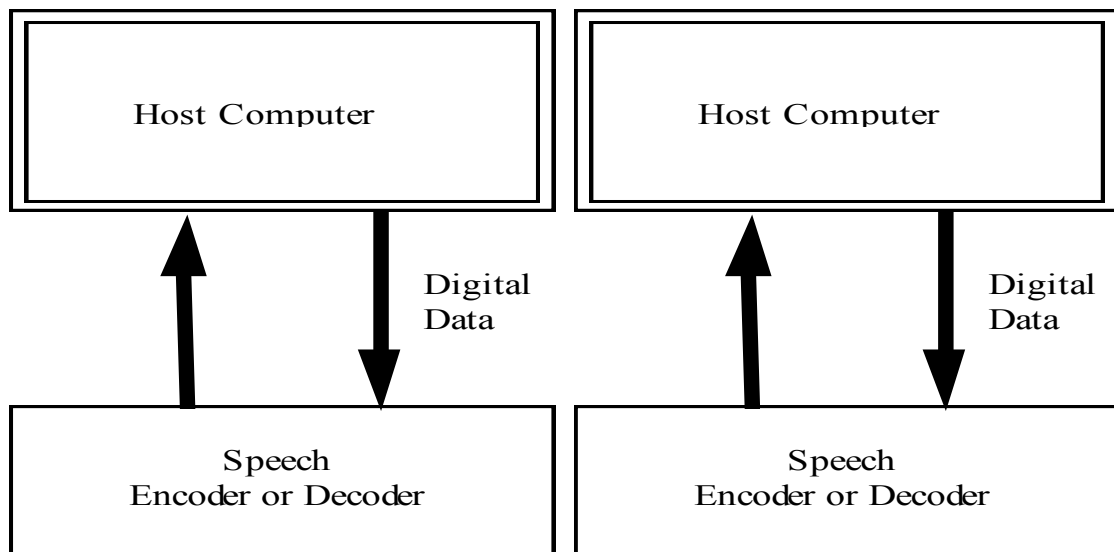 Host Computer
Host Computer
Digital
Data
Digital
Data
Speech
Encoder or Decoder
Speech
Encoder or Decoder